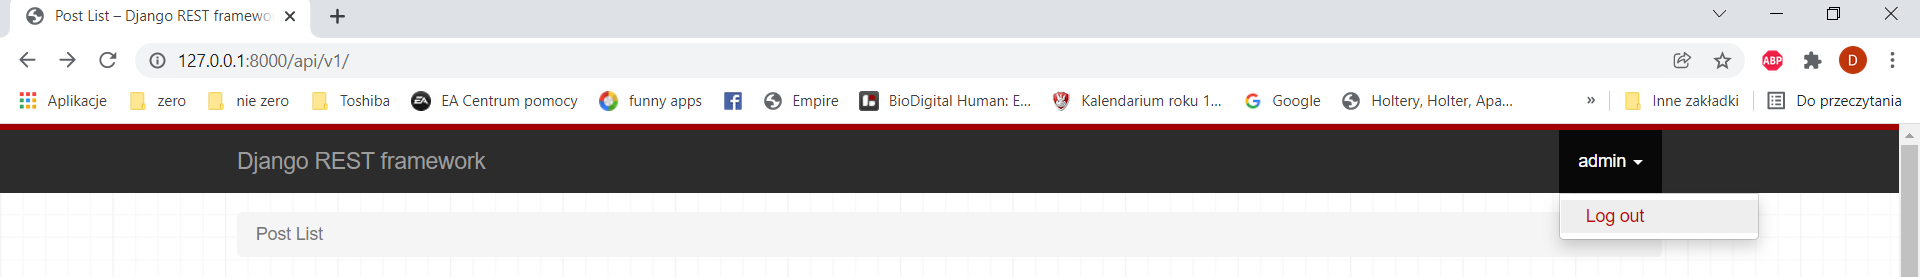 Post List – Django REST framewo
127.0.0.1:8000/api/v1/
ABP
D
Aplikacje zero nie zero Toshiba EA Centrum pomocy funny apps Empire BioDigital Human: E... Kalendarium roku 1... Google Holtery, Holter, Apa... » Inne zakładki Do przeczytania
Django REST framework admin
Log out
Post List